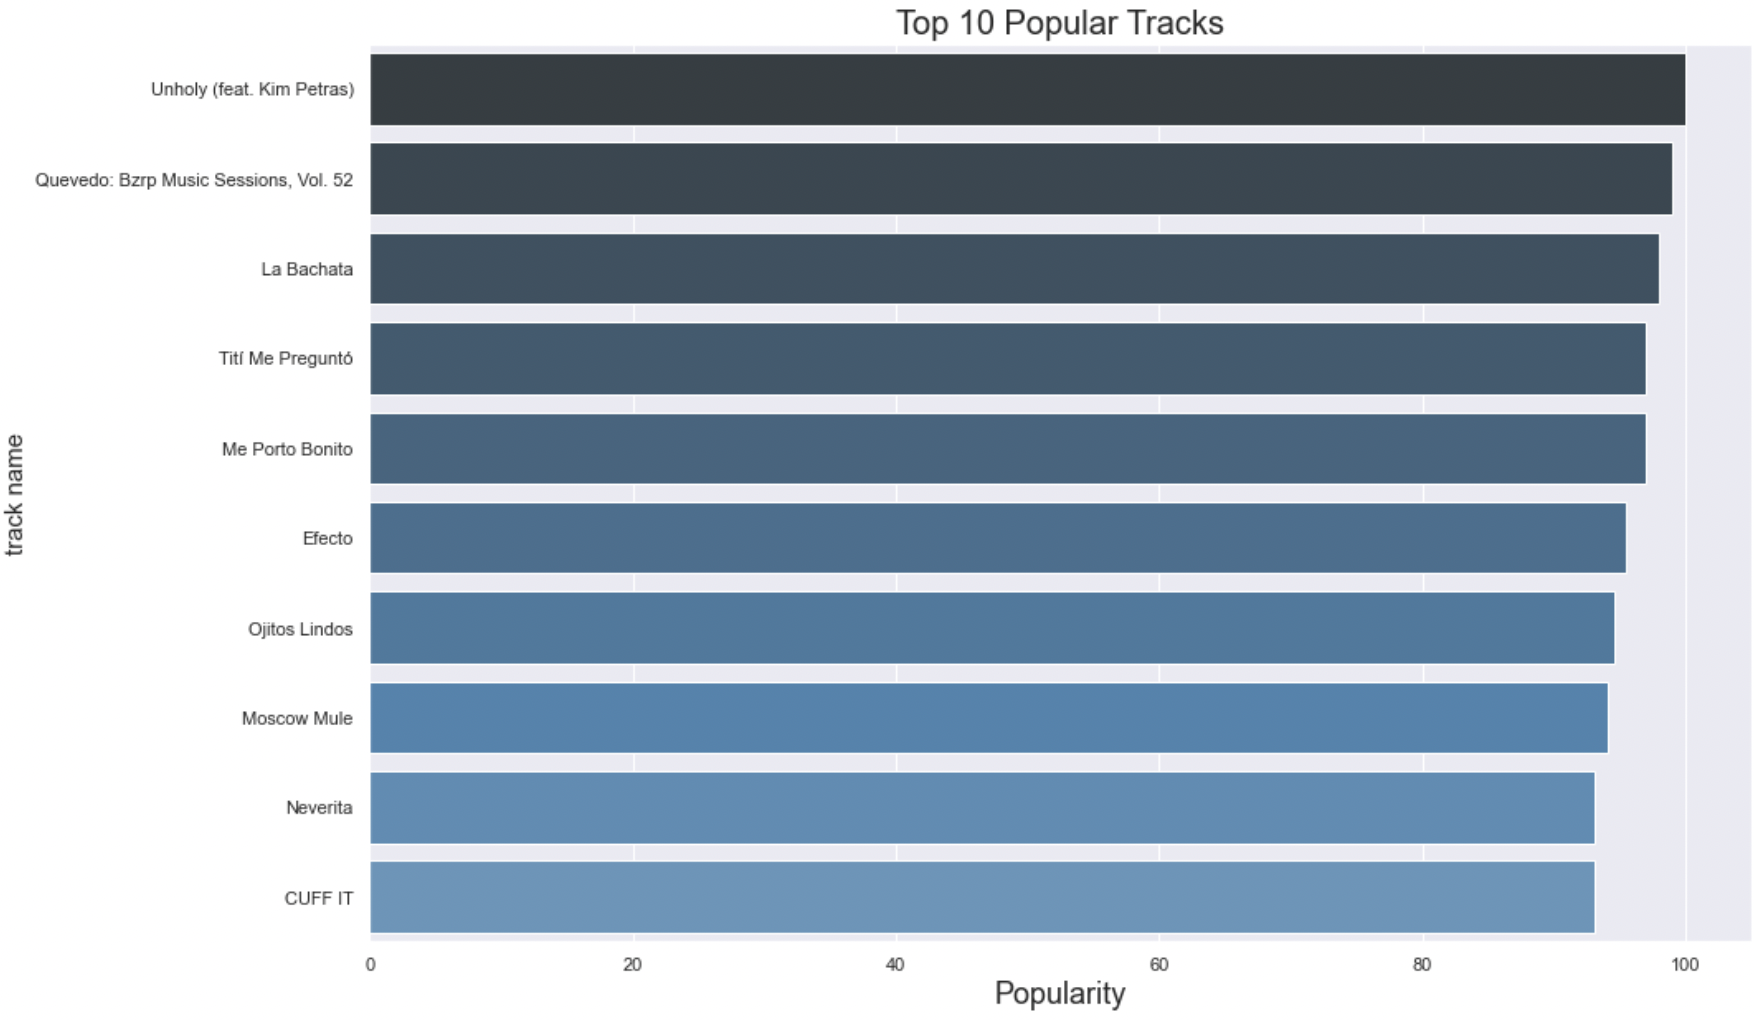 Top 10 Popular Tracks
Unholy (feat. Kim Petras)
Quevedo: Bzrp Music Sessions, Vol. 52
La Bachata
Tití Me Preguntó
Me Porto Bonito
Efecto
Ojitos Lindos
Moscow Mule
Neverita
CUFF IT
track name
0 20 40 60 80 100
Popularity